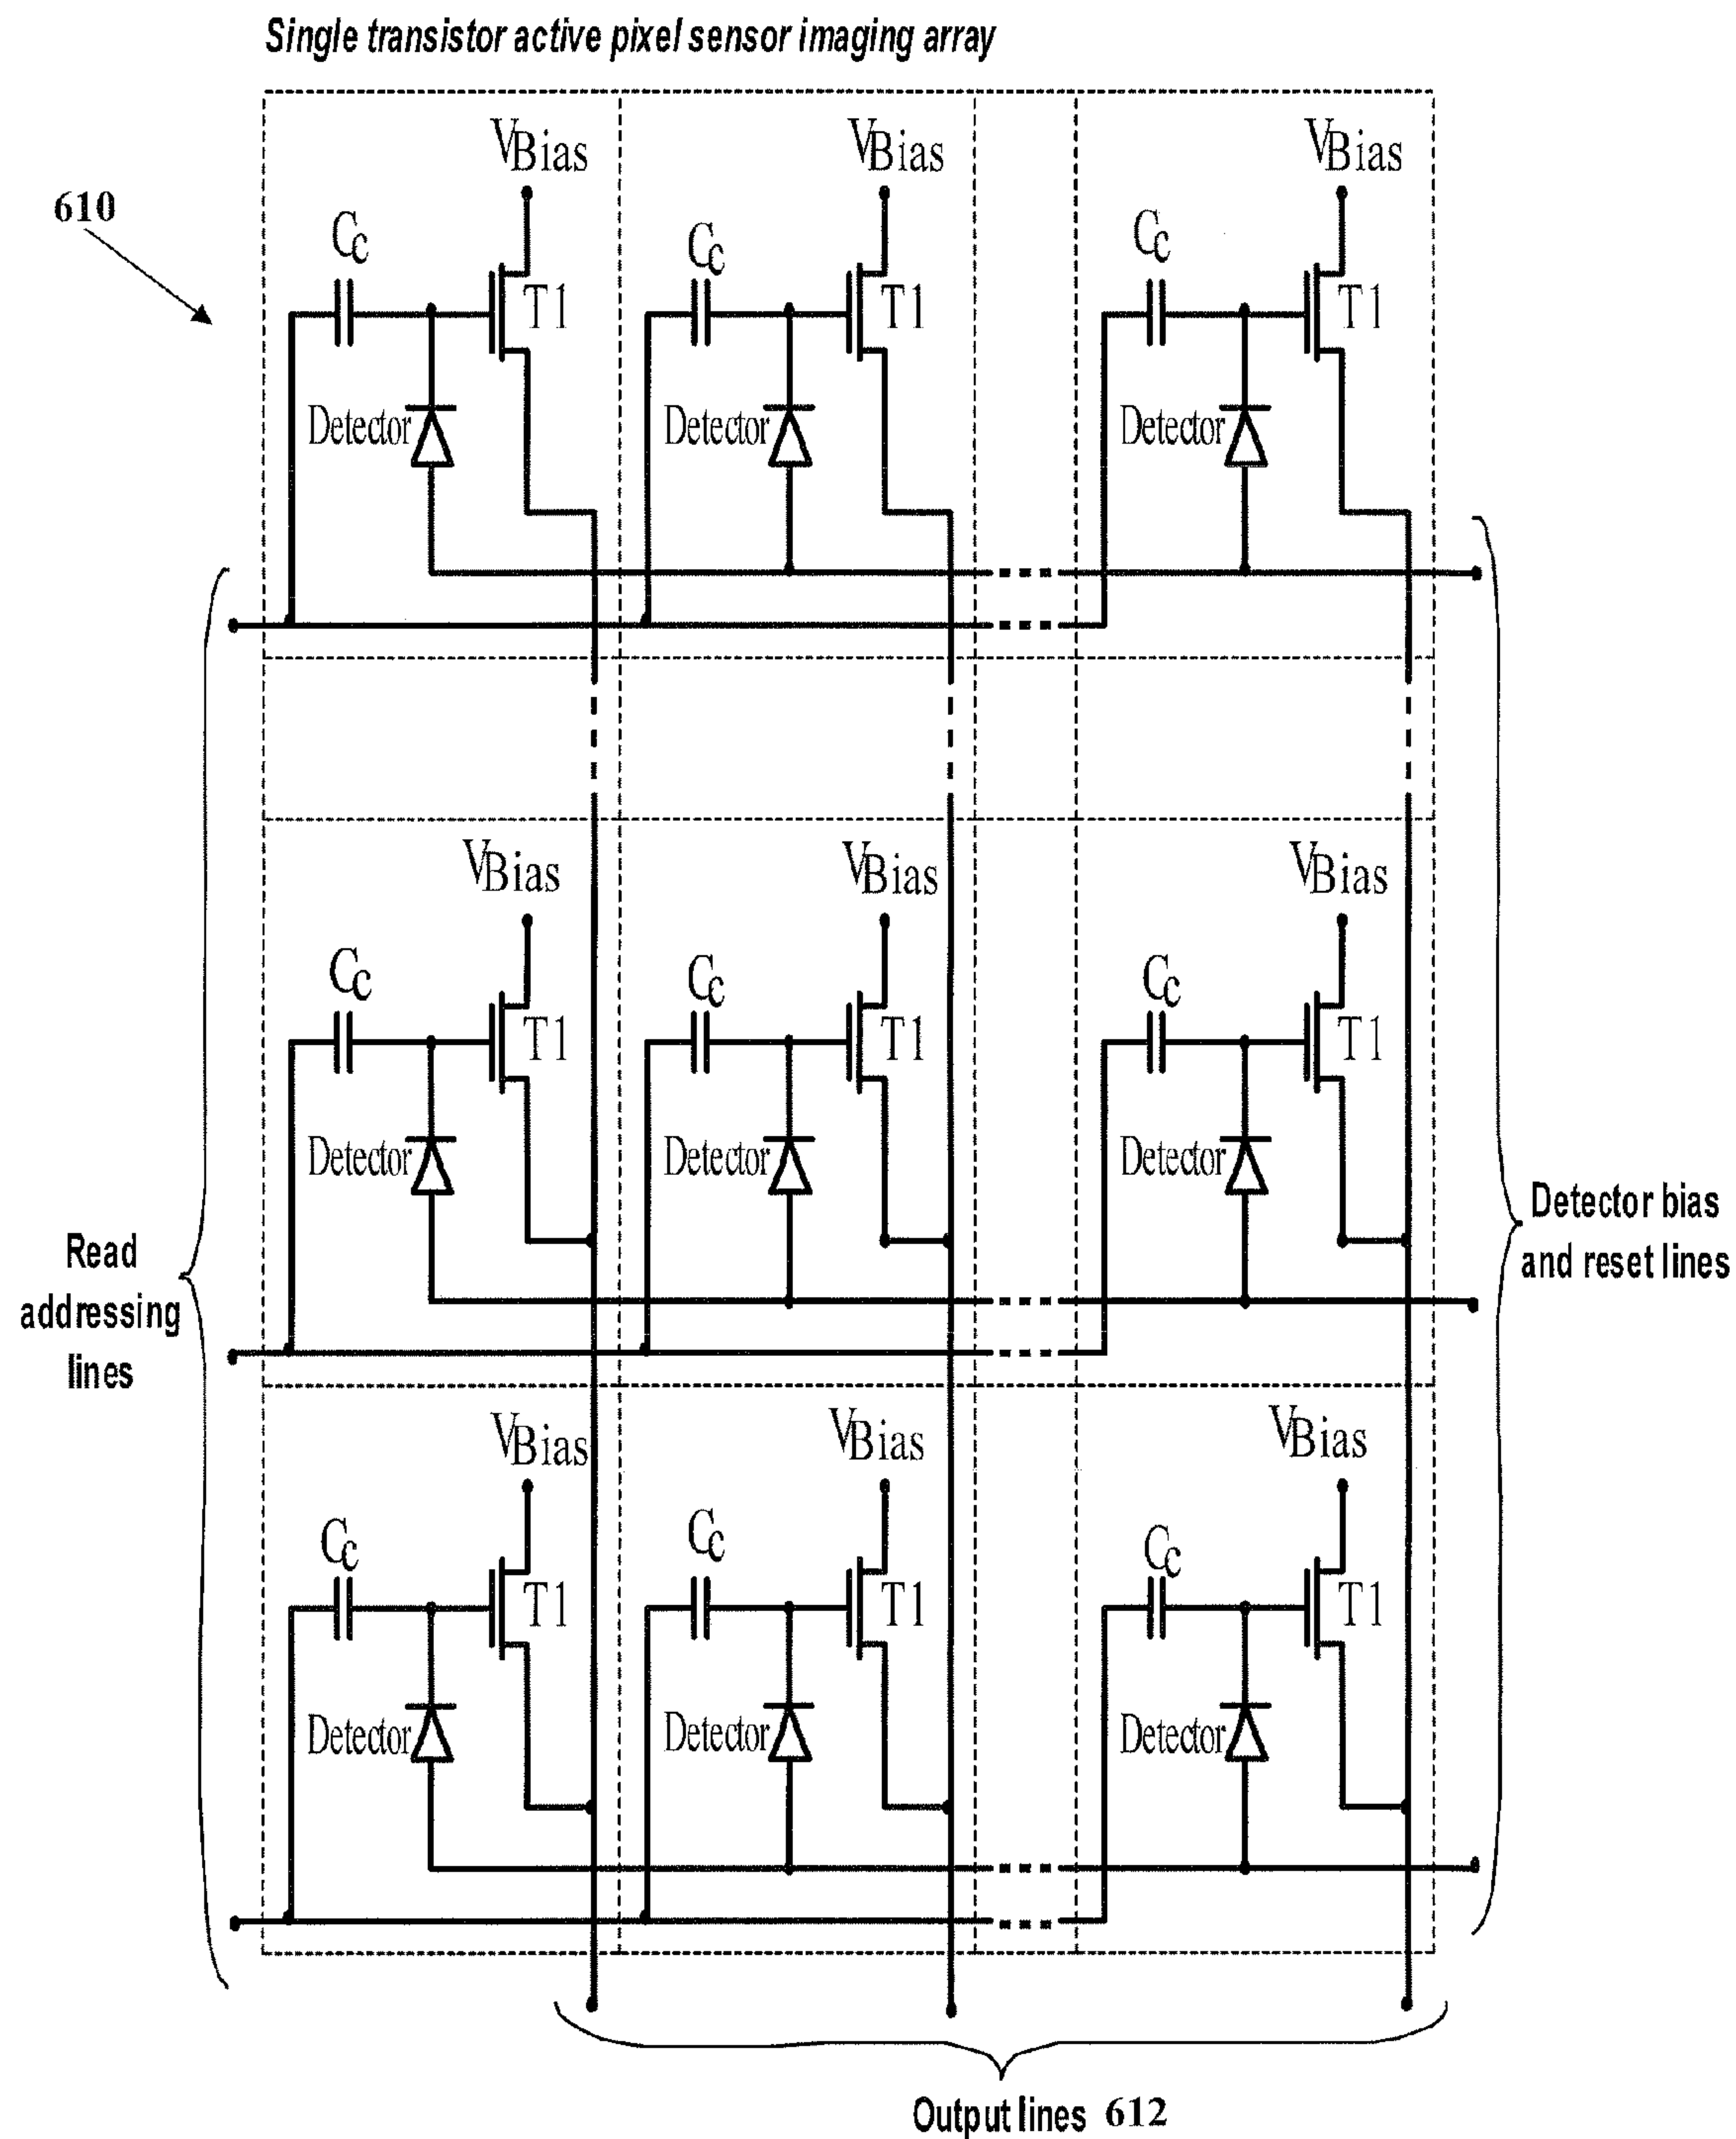 Single transistor active pixel sensor imaging array
610
VBias
VBias
VBias
Cc
Cc
Cc
T1
T1
T1
Detector
Detector
Detector
VBias
VBias
VBias
Cc
Cc
Cc
T1
T1
T1
Detector
Detector
Detector
Read
addressing
lines
Detector bias
and reset lines
VBias
VBias
VBias
Cc
Cc
Cc
T1
T1
T1
Detector
Detector
Detector
Output lines 612